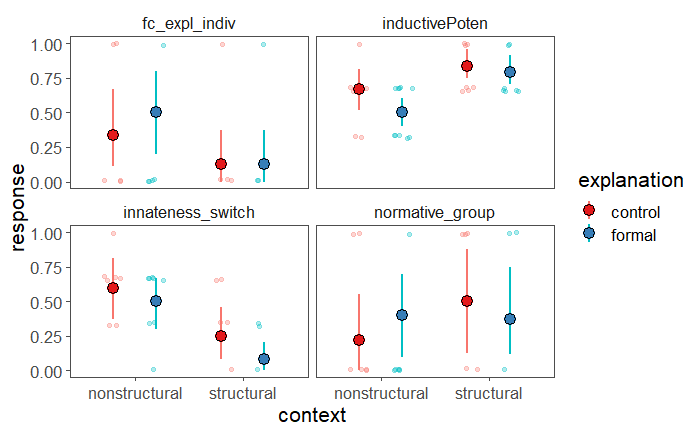 fc_expl_indiv
inductivePoten
1.00
0.75
0.50
0.25
0.00
innateness_switch
normative_group
1.00
0.75
0.50
0.25
0.00
response
nonstructural
structural
nonstructural
structural
context
explanation
control
formal